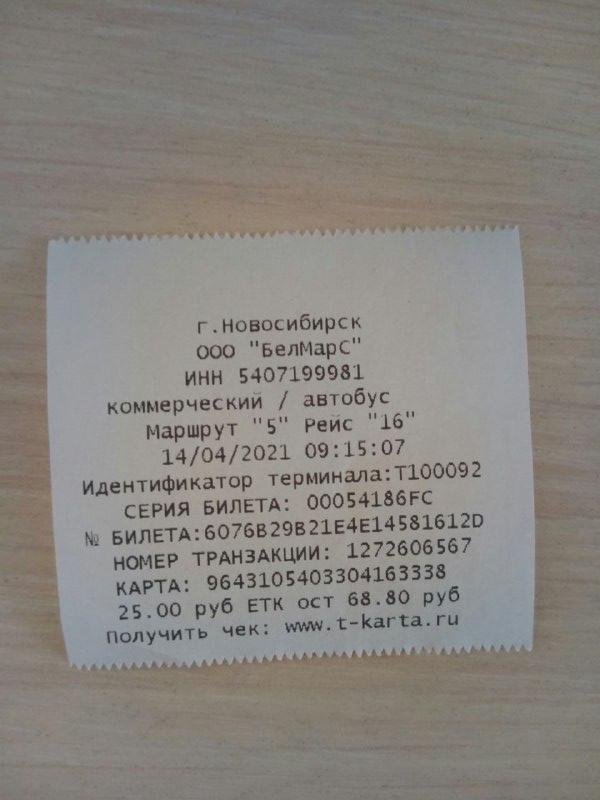 г.Новосибирск
ООО "БелМарС"
ИНН 5407199981
коммерческий / автобус
Маршрут "5" Рейс "16"
14/04/2021 09:15:07
Идентификатор терминала:Т100092
СЕРИЯ БИЛЕТА: 00054186FC
№ БИЛЕТА:6076B29B21E4E14581612D
НОМЕР ТРАНЗАКЦИИ: 1272606567
КАРТА: 9643105403304163338
25.00 руб ЕТК ост 68.80 руб
Получить чек: www.t-karta.ru